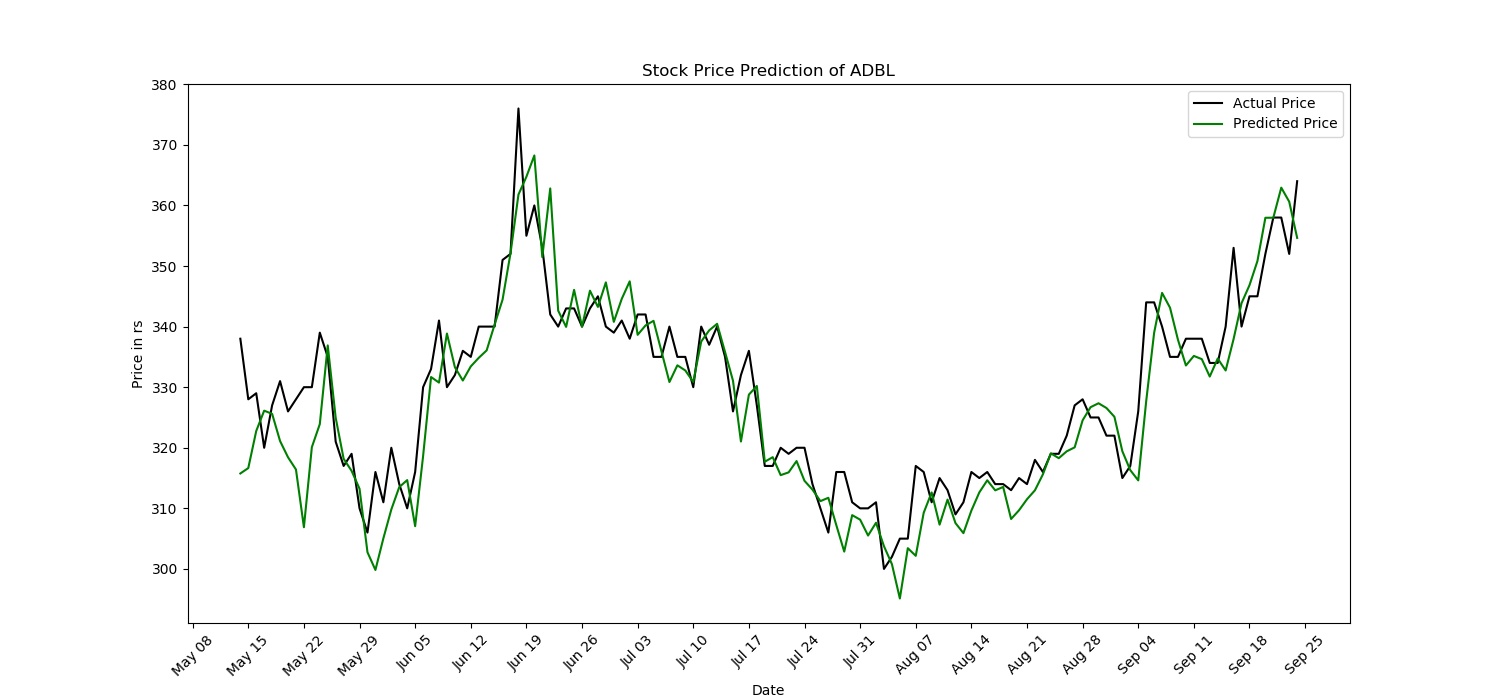 Stock Price Prediction of ADBL
Actual Price
Predicted Price
Price in rs
380
370
360
350
340
330
320
310
300
May 08
May 15
May 22
May 29
Jun 05
Jun 12
Jun 19
Jun 26
Jul 03
Jul 10
Jul 17
Jul 24
Jul 31
Aug 07
Aug 14
Aug 21
Aug 28
Sep 04
Sep 11
Sep 18
Sep 25
Date